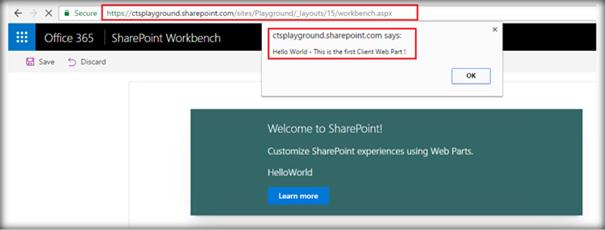 Secure https://ctsplayground.sharepoint.com/sites/Playground/_layouts/15/workbench.aspx
Office 365 SharePoint Workbench
ctsplayground.sharepoint.com says:
Hello World - This is the first Client Web Part !
OK
Save Discard
Welcome to SharePoint!
Customize SharePoint experiences using Web Parts.
HelloWorld
Learn more